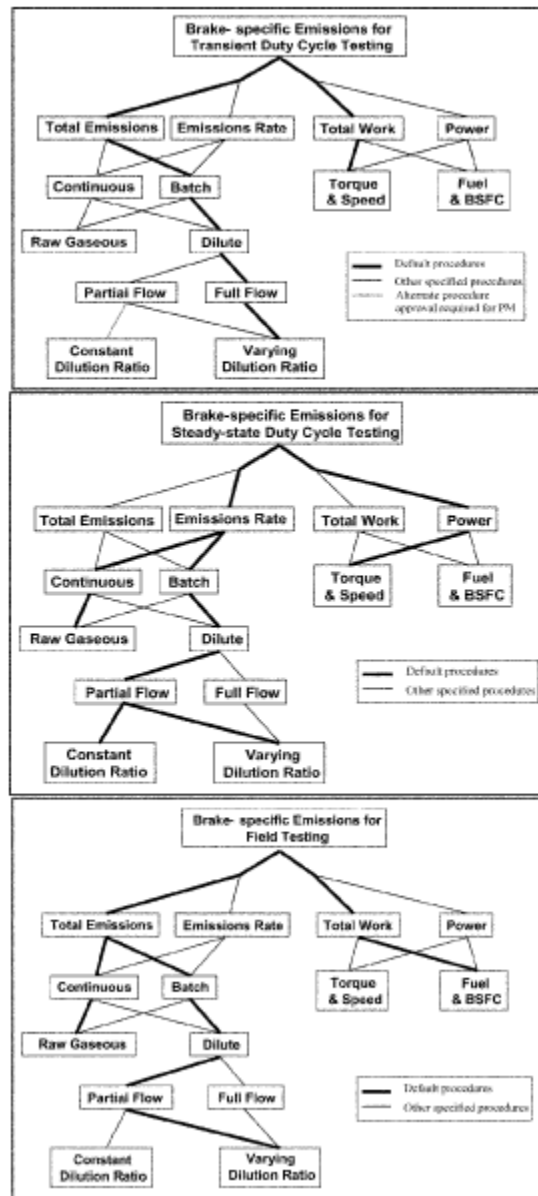 Brake- specific Emissions for
Transient Duty Cycle Testing
Total Emissions
Emissions Rate
Total Work
Power
Continuous
Batch
Torque
& Speed
Fuel
& BSFC
Raw Gaseous
Dilute
Default procedures
Other specified procedures
Alternate procedure
approval required for PM
Partial Flow
Full Flow
Constant
Dilution Ratio
Varying
Dilution Ratio
Brake-specific Emissions for
Steady-state Duty Cycle Testing
Total Emissions
Emissions Rate
Total Work
Power
Continuous
Batch
Torque
& Speed
Fuel
& BSFC
Raw Gaseous
Dilute
Default procedures
Other specified procedures
Partial Flow
Full Flow
Constant
Dilution Ratio
Varying
Dilution Ratio
Brake- specific Emissions for
Field Testing
Total Emissions
Emissions Rate
Total Work
Power
Continuous
Batch
Torque
& Speed
Fuel
& BSFC
Raw Gaseous
Dilute
Default procedures
Other specified procedures
Partial Flow
Full Flow
Constant
Dilution Ratio
Varying
Dilution Ratio